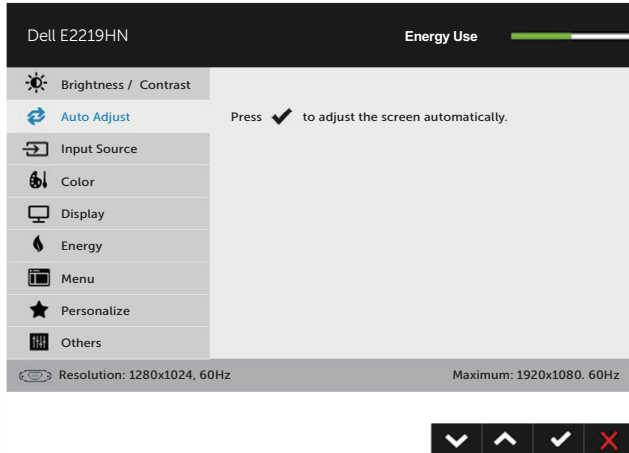 Dell E2219HN
Energy Use
Brightness / Contrast
Auto Adjust
Press ✔ to adjust the screen automatically.
Input Source
Color
Display
Energy
Menu
Personalize
Others
Resolution: 1280x1024, 60Hz
Maximum: 1920x1080. 60Hz